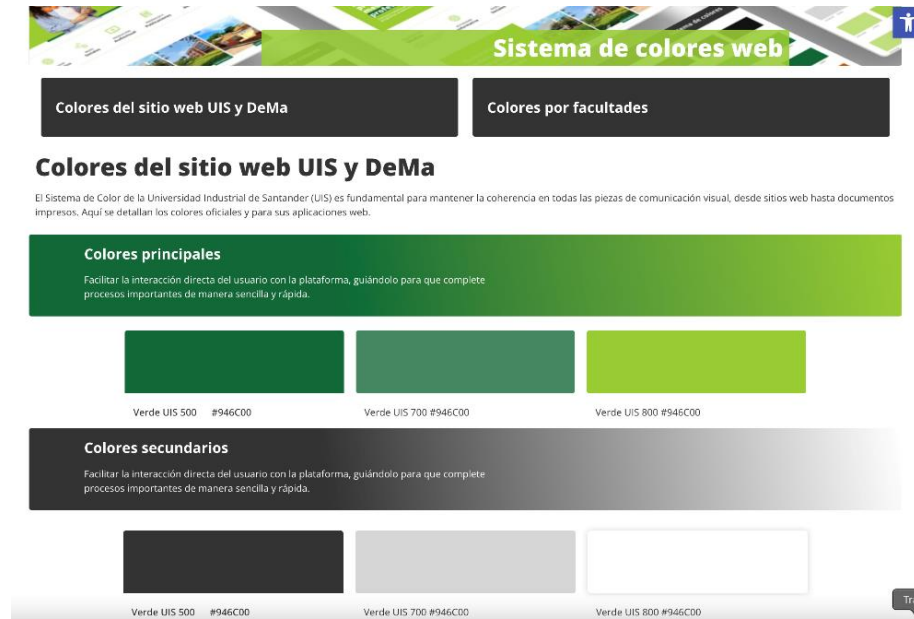 Sistema de colores web
Colores del sitio web UIS y DeMa
Colores por facultades
Colores del sitio web UIS y DeMa
El Sistema de Color de la Universidad Industrial de Santander (UIS) es fundamental para mantener la coherencia en todas las piezas de comunicación visual, desde sitios web hasta documentos
impresos. Aquí se detallan los colores oficiales y para sus aplicaciones web.
Colores principales
Facilitar la interacción directa del usuario con la plataforma, guiándolo para que complete
procesos importantes de manera sencilla y rápida.
Verde UIS 500 #946C00
Verde UIS 700 #946C00
Verde UIS 800 #946C00
Colores secundarios
Facilitar la interacción directa del usuario con la plataforma, guiándolo para que complete
procesos importantes de manera sencilla y rápida.
Verde UIS 500 #946C00
Verde UIS 700 #946C00
Verde UIS 800 #946C00